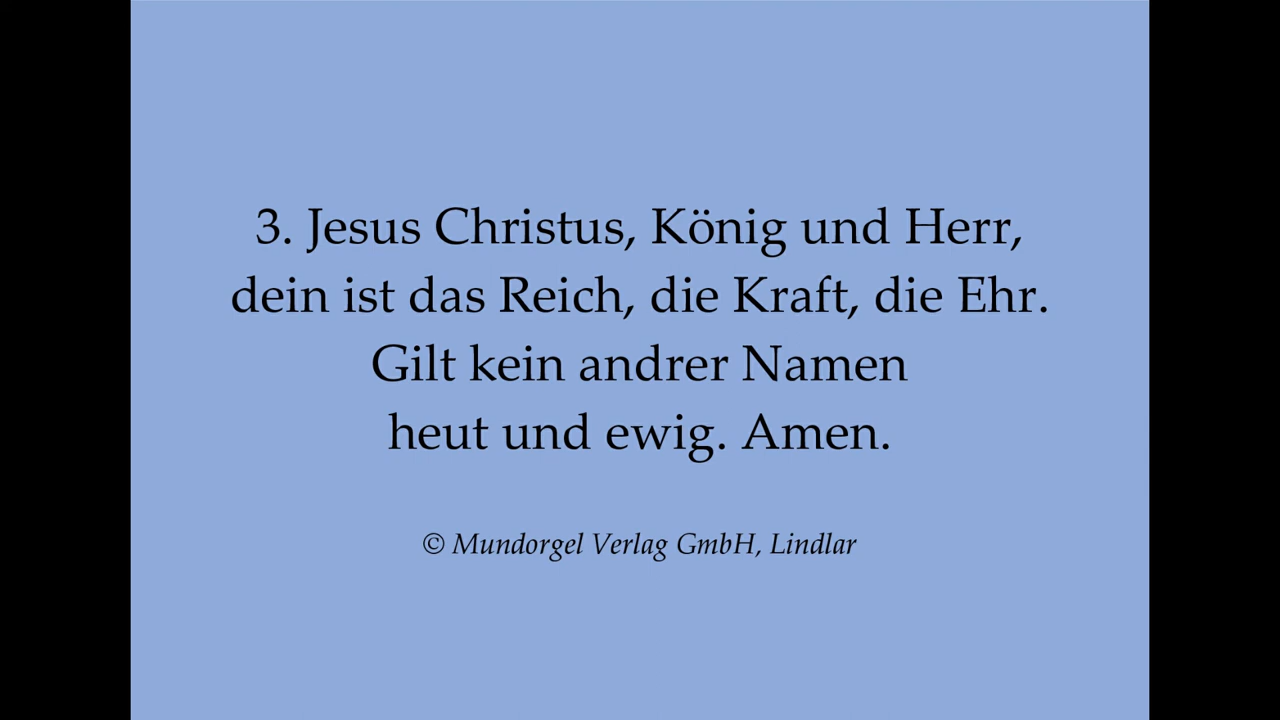 3. Jesus Christus, König und Herr,
dein ist das Reich, die Kraft, die Ehr.
Gilt kein andrer Namen
heut und ewig. Amen.
© Mundorgel Verlag GmbH, Lindlar